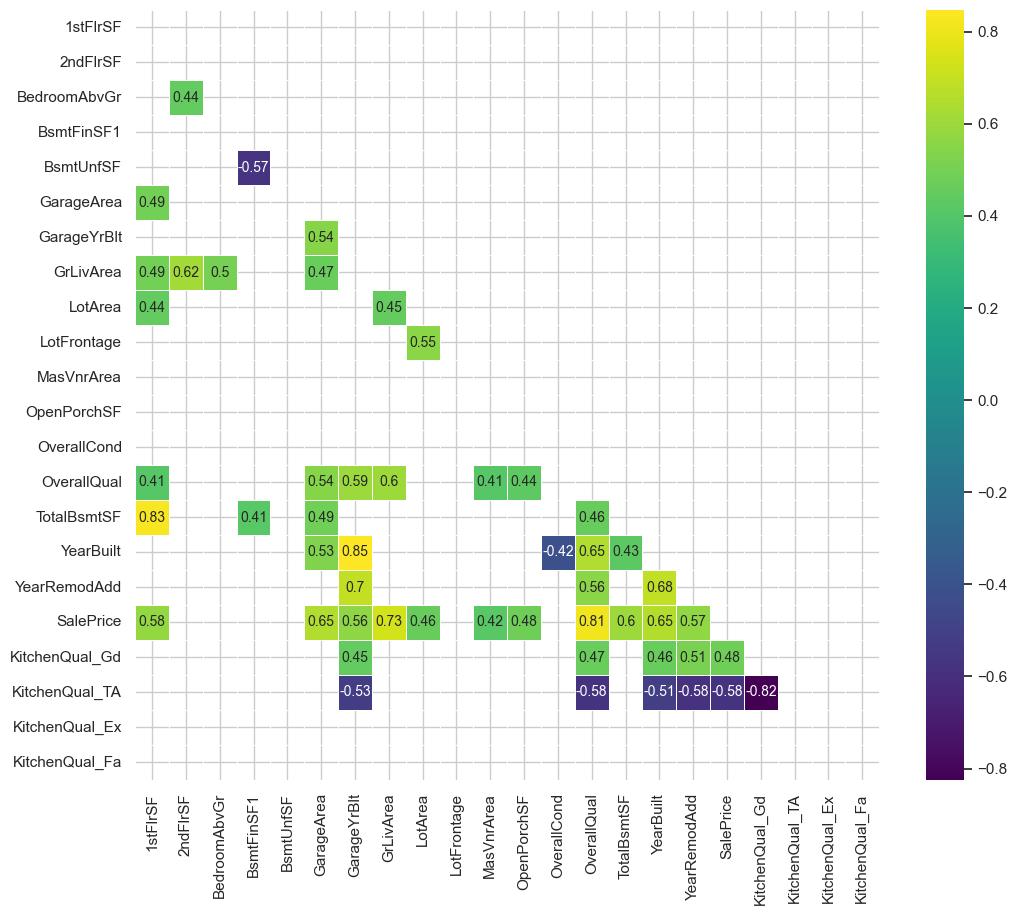 1stFlrSF
2ndFlrSF
BedroomAbvGr 0.44
BsmtFinSF1
BsmtUnfSF -0.57
GarageArea 0.49
GarageYrBlt 0.54
GrLivArea 0.49 0.62 0.5 0.47
LotArea 0.44 0.45
LotFrontage 0.55
MasVnrArea
OpenPorchSF
OverallCond
OverallQual 0.41 0.54 0.59 0.6 0.41 0.44
TotalBsmtSF 0.83 0.41 0.49 0.46
YearBuilt 0.53 0.85 -0.42 0.65 0.43
YearRemodAdd 0.7 0.56 0.68
SalePrice 0.58 0.65 0.56 0.73 0.46 0.42 0.48 0.81 0.6 0.65 0.57
KitchenQual_Gd 0.45 0.47 0.46 0.51 0.48
KitchenQual_TA -0.53 -0.58 -0.51 -0.58 -0.58 -0.82
KitchenQual_Ex
KitchenQual_Fa
1stFlrSF
2ndFlrSF
BedroomAbvGr
BsmtFinSF1
BsmtUnfSF
GarageArea
GarageYrBlt
GrLivArea
LotArea
LotFrontage
MasVnrArea
OpenPorchSF
OverallCond
OverallQual
TotalBsmtSF
YearBuilt
YearRemodAdd
SalePrice
KitchenQual_Gd
KitchenQual_TA
KitchenQual_Ex
KitchenQual_Fa
0.8
0.6
0.4
0.2
0.0
−0.2
−0.4
−0.6
−0.8